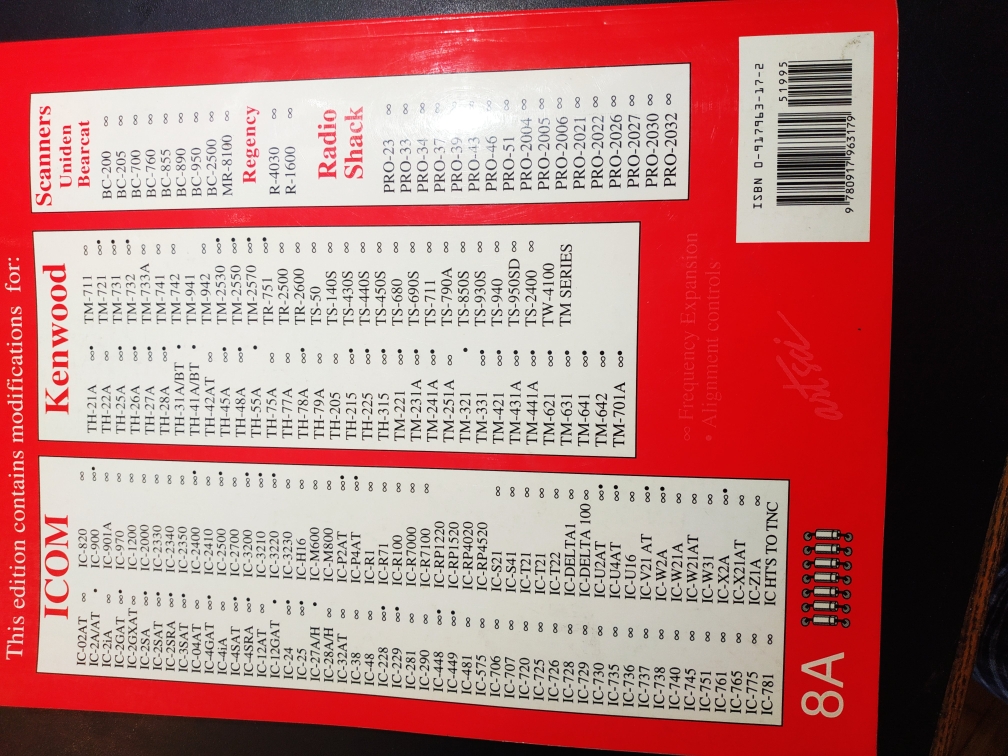 This edition contains modifications for:
ICOM
IC-02AT ∞
IC-2A/AT •
IC-2iA ∞
IC-2GAT ∞•
IC-2GXAT ∞
IC-2SA ∞•
IC-2SAT ∞•
IC-2SRA ∞•
IC-3SAT ∞•
IC-04AT ∞
IC-4GAT ∞•
IC-4iA ∞
IC-4SAT ∞•
IC-4SRA ∞•
IC-12AT ∞
IC-12GAT •
IC-24 ∞•
IC-25 ∞•
IC-27A/H •
IC-28A/H ∞
IC-32AT ∞
IC-38 ∞
IC-48 ∞
IC-228 ∞•
IC-229 ∞•
IC-281 ∞
IC-290 ∞
IC-448 ∞•
IC-449 ∞•
IC-481 ∞
IC-575 ∞
IC-706 ∞
IC-707 ∞
IC-720 ∞
IC-725 ∞
IC-726 ∞
IC-728 ∞
IC-729 ∞
IC-730 ∞
IC-735 ∞
IC-736 ∞
IC-737 ∞
IC-738 ∞
IC-740 ∞
IC-745 ∞
IC-751 ∞
IC-761 ∞
IC-765 ∞
IC-775 ∞
IC-781 ∞
IC-820 ∞
IC-900 ∞•
IC-901A ∞
IC-970 ∞
IC-1200 ∞
IC-2000 ∞
IC-2330 ∞
IC-2340 ∞
IC-2350 ∞
IC-2400 ∞•
IC-2410 ∞
IC-2500 ∞•
IC-2700 ∞
IC-3200 ∞•
IC-3210 ∞•
IC-3220 ∞•
IC-3230 ∞
IC-H16 ∞•
IC-M600 ∞
IC-M800 ∞
IC-P2AT ∞•
IC-P4AT ∞•
IC-R1 ∞
IC-R71 ∞
IC-R100 ∞
IC-R7000 ∞
IC-R7100 ∞
IC-RP1220
IC-RP1520
IC-RP4020
IC-RP4520
IC-S21 ∞
IC-S41 ∞
IC-T21 ∞
IC-T21 ∞
IC-T22 ∞
IC-DELTA1 ∞
IC-DELTA 100 ∞
IC-U2AT ∞•
IC-U4AT ∞•
IC-U16 ∞
IC-V21 AT ∞•
IC-W2A ∞•
IC-W21A ∞
IC-W21AT ∞
IC-W31 ∞
IC-X2A ∞•
IC-X21AT ∞
IC-Z1A ∞
IC HTS TO TNC
Kenwood
TH-21A ∞•
TH-22A ∞
TH-25A ∞•
TH-26A ∞•
TH-27A ∞•
TH-28A ∞•
TH-31A/BT •
TH-41A/BT •
TH-42AT ∞
TH-45A ∞•
TH-48A ∞•
TH-55A •
TH-75A ∞
TH-77A ∞
TH-78A ∞•
TH-79A ∞
TH-205 ∞
TH-215 ∞•
TH-225 ∞•
TH-315 ∞•
TM-221 ∞•
TM-231A ∞•
TM-241A ∞•
TM-251A ∞
TM-321 •
TM-331 ∞•
TM-421 ∞•
TM-431A ∞•
TM-441A ∞•
TM-621 ∞•
TM-631 ∞•
TM-641 ∞•
TM-642 ∞•
TM-701A ∞•
TM-711 ∞
TM-721 ∞•
TM-731 ∞•
TM-732 ∞•
TM-733A ∞
TM-741 ∞
TM-742 ∞
TM-941
TM-942 ∞
TM-2530 ∞•
TM-2550 ∞•
TM-2570 ∞•
TR-751 ∞•
TR-2500 ∞
TR-2600 ∞
TS-50 ∞
TS-140S ∞
TS-430S ∞
TS-440S ∞
TS-450S ∞
TS-680 ∞
TS-690S ∞
TS-711 ∞
TS-790A ∞
TS-850S ∞
TS-930S ∞
TS-940 ∞
TS-950SD ∞
TS-2400 ∞
TW-4100
TM SERIES
Scanners
Uniden
Bearcat
BC-200 ∞
BC-205 ∞
BC-700 ∞
BC-760 ∞
BC-855 ∞
BC-890 ∞
BC-950 ∞
BC-2500 ∞
MR-8100 ∞
Regency
R-4030 ∞
R-1600 ∞
Radio
Shack
PRO-23 ∞
PRO-33 ∞
PRO-34 ∞
PRO-37 ∞
PRO-39 ∞
PRO-43 ∞
PRO-46 ∞
PRO-51 ∞
PRO-2004 ∞
PRO-2005 ∞
PRO-2006 ∞
PRO-2021 ∞
PRO-2022 ∞
PRO-2026 ∞
PRO-2027 ∞
PRO-2030 ∞
PRO-2032 ∞
∞ Frequency Expansion
• Alignment controls
8A
artsci
ISBN 0-917963-17-2
51995
9 780917 963179